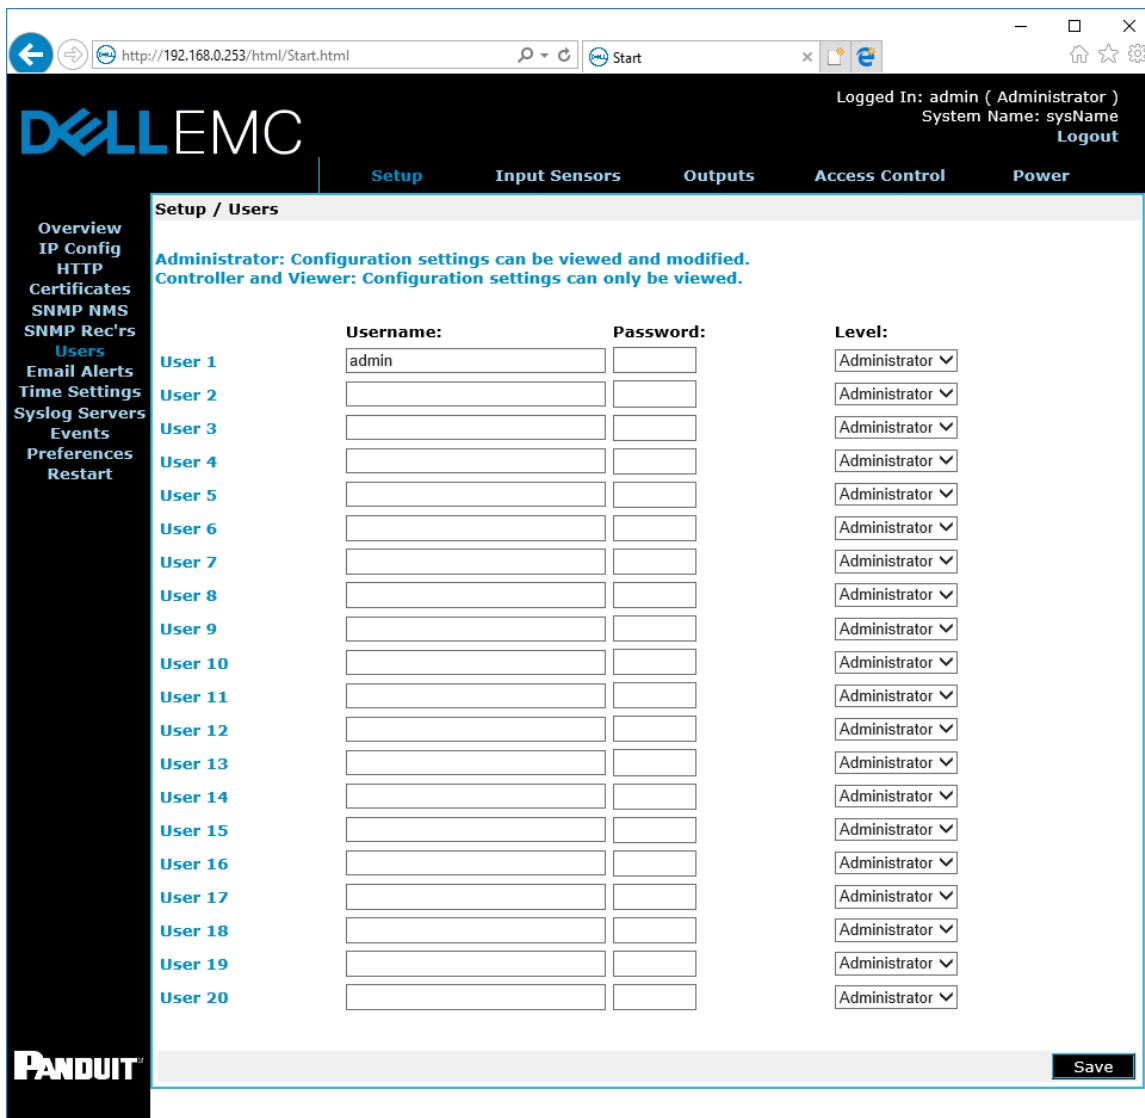 http://192.168.0.253/html/Start.html
Start
Logged In: admin ( Administrator )
System Name: sysName
Logout
DELLEMC
Setup Input Sensors Outputs Access Control Power
Setup / Users
Overview
IP Config
HTTP
Certificates
SNMP NMS
SNMP Rec'rs
Users
Email Alerts
Time Settings
Syslog Servers
Events
Preferences
Restart
Administrator: Configuration settings can be viewed and modified.
Controller and Viewer: Configuration settings can only be viewed.
Username: Password: Level:
User 1 admin Administrator
User 2 Administrator
User 3 Administrator
User 4 Administrator
User 5 Administrator
User 6 Administrator
User 7 Administrator
User 8 Administrator
User 9 Administrator
User 10 Administrator
User 11 Administrator
User 12 Administrator
User 13 Administrator
User 14 Administrator
User 15 Administrator
User 16 Administrator
User 17 Administrator
User 18 Administrator
User 19 Administrator
User 20 Administrator
PANDUIT
Save